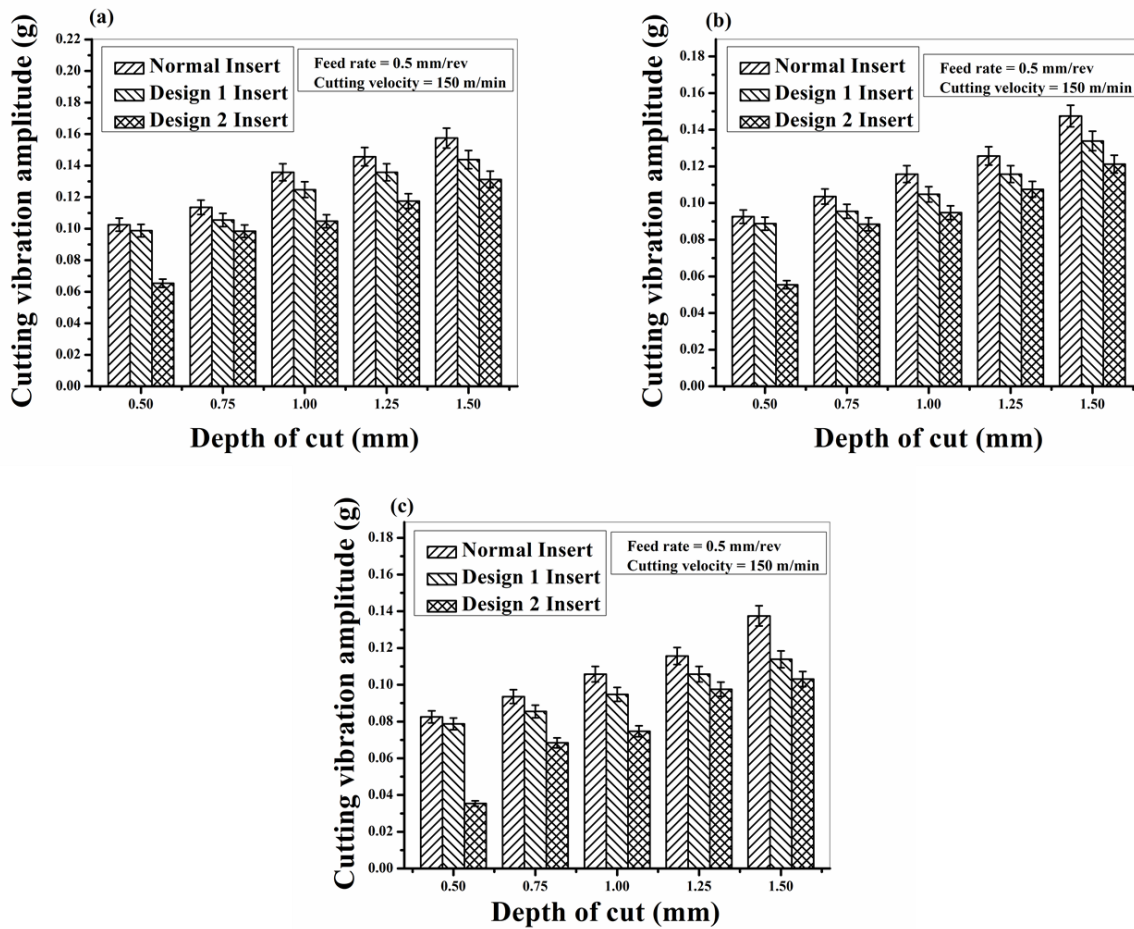 (a)
Cutting vibration amplitude (g)
0.22
0.20
0.18
0.16
0.14
0.12
0.10
0.08
0.06
0.04
0.02
0.00
Normal Insert
Design 1 Insert
Design 2 Insert
Feed rate = 0.5 mm/rev
Cutting velocity = 150 m/min
0.50 0.75 1.00 1.25 1.50
Depth of cut (mm)
(b)
Cutting vibration amplitude (g)
0.18
0.16
0.14
0.12
0.10
0.08
0.06
0.04
0.02
0.00
Normal Insert
Design 1 Insert
Design 2 Insert
Feed rate = 0.5 mm/rev
Cutting velocity = 150 m/min
0.50 0.75 1.00 1.25 1.50
Depth of cut (mm)
(c)
Cutting vibration amplitude (g)
0.18
0.16
0.14
0.12
0.10
0.08
0.06
0.04
0.02
0.00
Normal Insert
Design 1 Insert
Design 2 Insert
Feed rate = 0.5 mm/rev
Cutting velocity = 150 m/min
0.50 0.75 1.00 1.25 1.50
Depth of cut (mm)